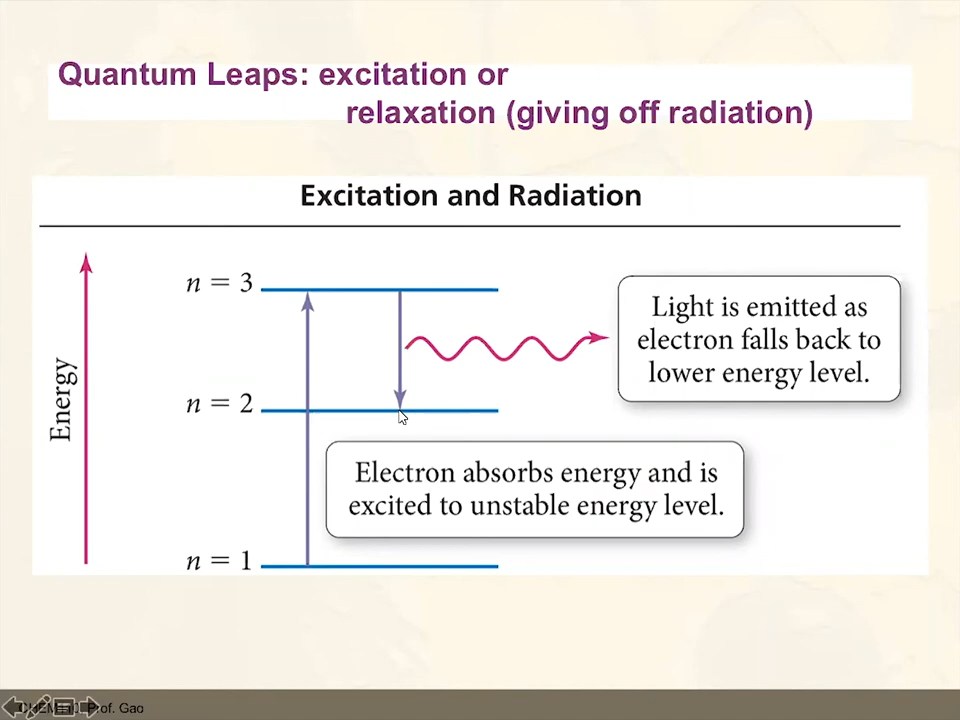 Quantum Leaps: excitation or
relaxation (giving off radiation)
Excitation and Radiation
n = 3
Light is emitted as
electron falls back to
lower energy level.
Energy
n = 2
Electron absorbs energy and is
excited to unstable energy level.
n = 1
Prof. Gao